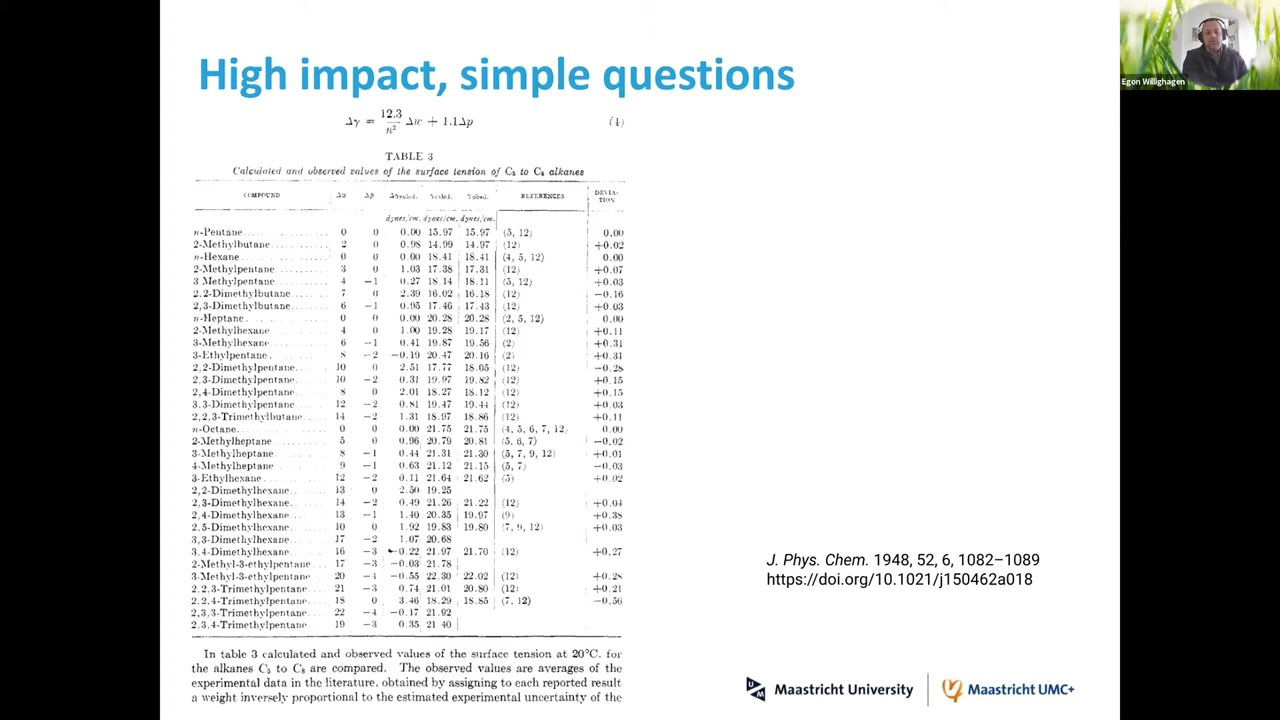 High impact, simple questions
Egon Willighagen
Δγ = 12.3/n² Δw + 1.1Δp (4)
TABLE 3
Calculated and observed values of the surface tension of C5 to C8 alkanes
COMPOUND Δw Δp Δγcalcd. γcalcd. γobsd. REFERENCES DEVIA-
TION
dynes/cm. dynes/cm. dynes/cm.
n-Pentane 0 0 0.00 15.97 15.97 (5, 12) 0.00
2-Methylbutane 2 0 0.98 14.99 14.97 (12) +0.02
n-Hexane 0 0 0.00 18.41 18.41 (4, 5, 12) 0.00
2-Methylpentane 3 0 1.03 17.38 17.31 (12) +0.07
3 Methylpentane 4 −1 0.27 18.14 18.11 (5, 12) +0.03
2,2-Dimethylbutane 7 0 2.39 16.02 16.18 (12) −0.16
2,3-Dimethylbutane 6 −1 0.95 17.46 17.43 (12) +0.03
n-Heptane 0 0 0.00 20.28 20.28 (2, 5, 12) 0.00
2-Methylhexane 4 0 1.00 19.28 19.17 (12) +0.11
3-Methylhexane 6 −1 0.41 19.87 19.56 (2) +0.31
3-Ethylpentane 8 −2 −0.19 20.47 20.16 (2) +0.31
2,2-Dimethylpentane 10 0 2.51 17.77 18.05 (12) −0.28
2,3-Dimethylpentane 10 −2 0.31 19.97 19.82 (12) +0.15
2,4-Dimethylpentane 8 0 2.01 18.27 18.12 (12) +0.15
3,3-Dimethylpentane 12 −2 0.81 19.47 19.44 (12) +0.03
2,2,3-Trimethylbutane 14 −2 1.31 18.97 18.86 (12) +0.11
n-Octane 0 0 0.00 21.75 21.75 (4, 5, 6, 7, 12) 0.00
2-Methylheptane 5 0 0.96 20.79 20.81 (5, 6, 7) −0.02
3-Methylheptane 8 −1 0.44 21.31 21.30 (5, 7, 9, 12) +0.01
4-Methylheptane 9 −1 0.63 21.12 21.15 (5, 7) −0.03
3-Ethylhexane 12 −2 0.11 21.64 21.62 (5) +0.02
2,2-Dimethylhexane 13 0 2.50 19.25
2,3-Dimethylhexane 14 −2 0.49 21.26 21.22 (12) +0.04
2,4-Dimethylhexane 13 −1 1.40 20.35 19.97 (9) +0.38
2,5-Dimethylhexane 10 0 1.92 19.83 19.80 (7, 9, 12) +0.03
3,3-Dimethylhexane 17 −2 1.07 20.68
3,4-Dimethylhexane 16 −3 −0.22 21.97 21.70 (12) +0.27
2-Methyl-3-ethylpentane 17 −3 −0.03 21.78
3-Methyl-3-ethylpentane 20 −4 −0.55 22.30 22.02 (12) +0.28
2,2,3-Trimethylpentane 21 −3 0.74 21.01 20.80 (12) +0.21
2,2,4-Trimethylpentane 18 0 3.46 18.29 18.85 (7, 12) −0.56
2,3,3-Trimethylpentane 22 −4 −0.17 21.92
2,3,4-Trimethylpentane 19 −3 0.35 21.40
In table 3 calculated and observed values of the surface tension at 20°C. for
the alkanes C5 to C8 are compared. The observed values are averages of the
experimental data in the literature, obtained by assigning to each reported result
a weight inversely proportional to the estimated experimental uncertainty of the
J. Phys. Chem. 1948, 52, 6, 1082–1089
https://doi.org/10.1021/j150462a018
UM Maastricht University
Maastricht UMC+